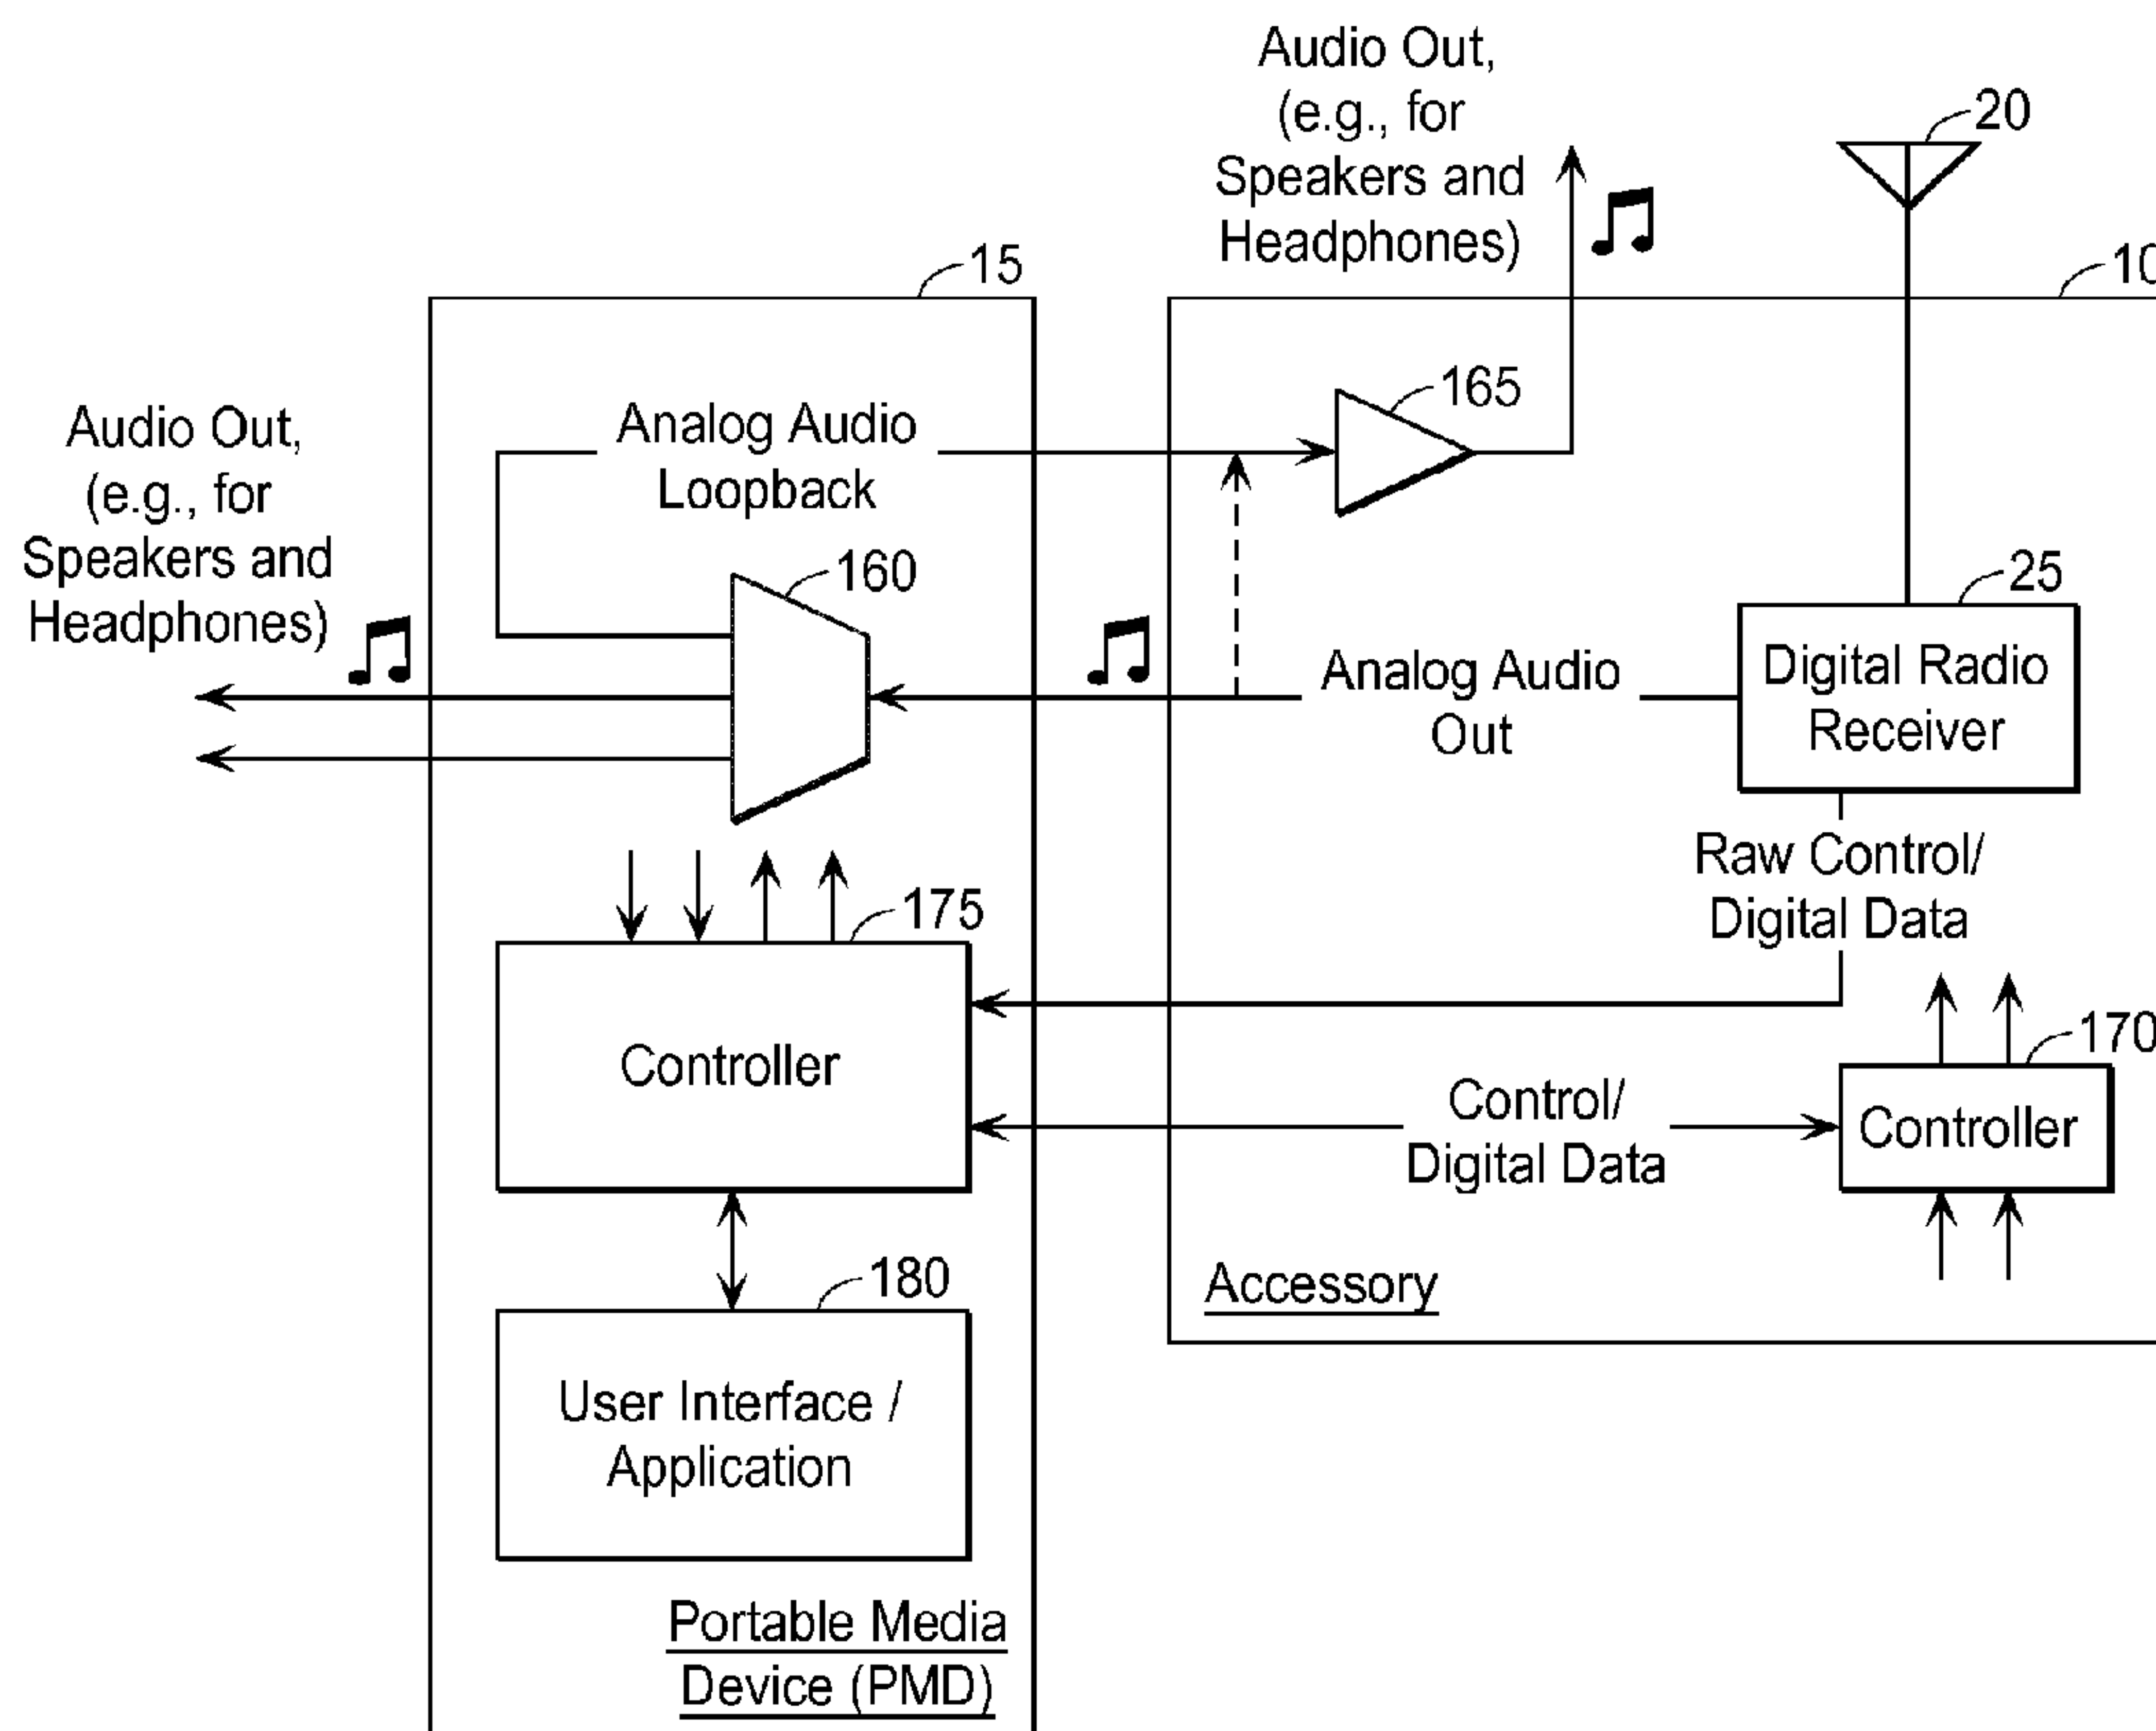 Audio Out,
(e.g., for
Speakers and
Headphones)
20
15
10
165
Audio Out,
(e.g., for
Speakers and
Headphones)
Analog Audio
Loopback
160
25
Analog Audio
Out
Digital Radio
Receiver
Raw Control/
Digital Data
175
Controller
170
Control/
Digital Data
Controller
180
Accessory
User Interface /
Application
Portable Media
Device (PMD)